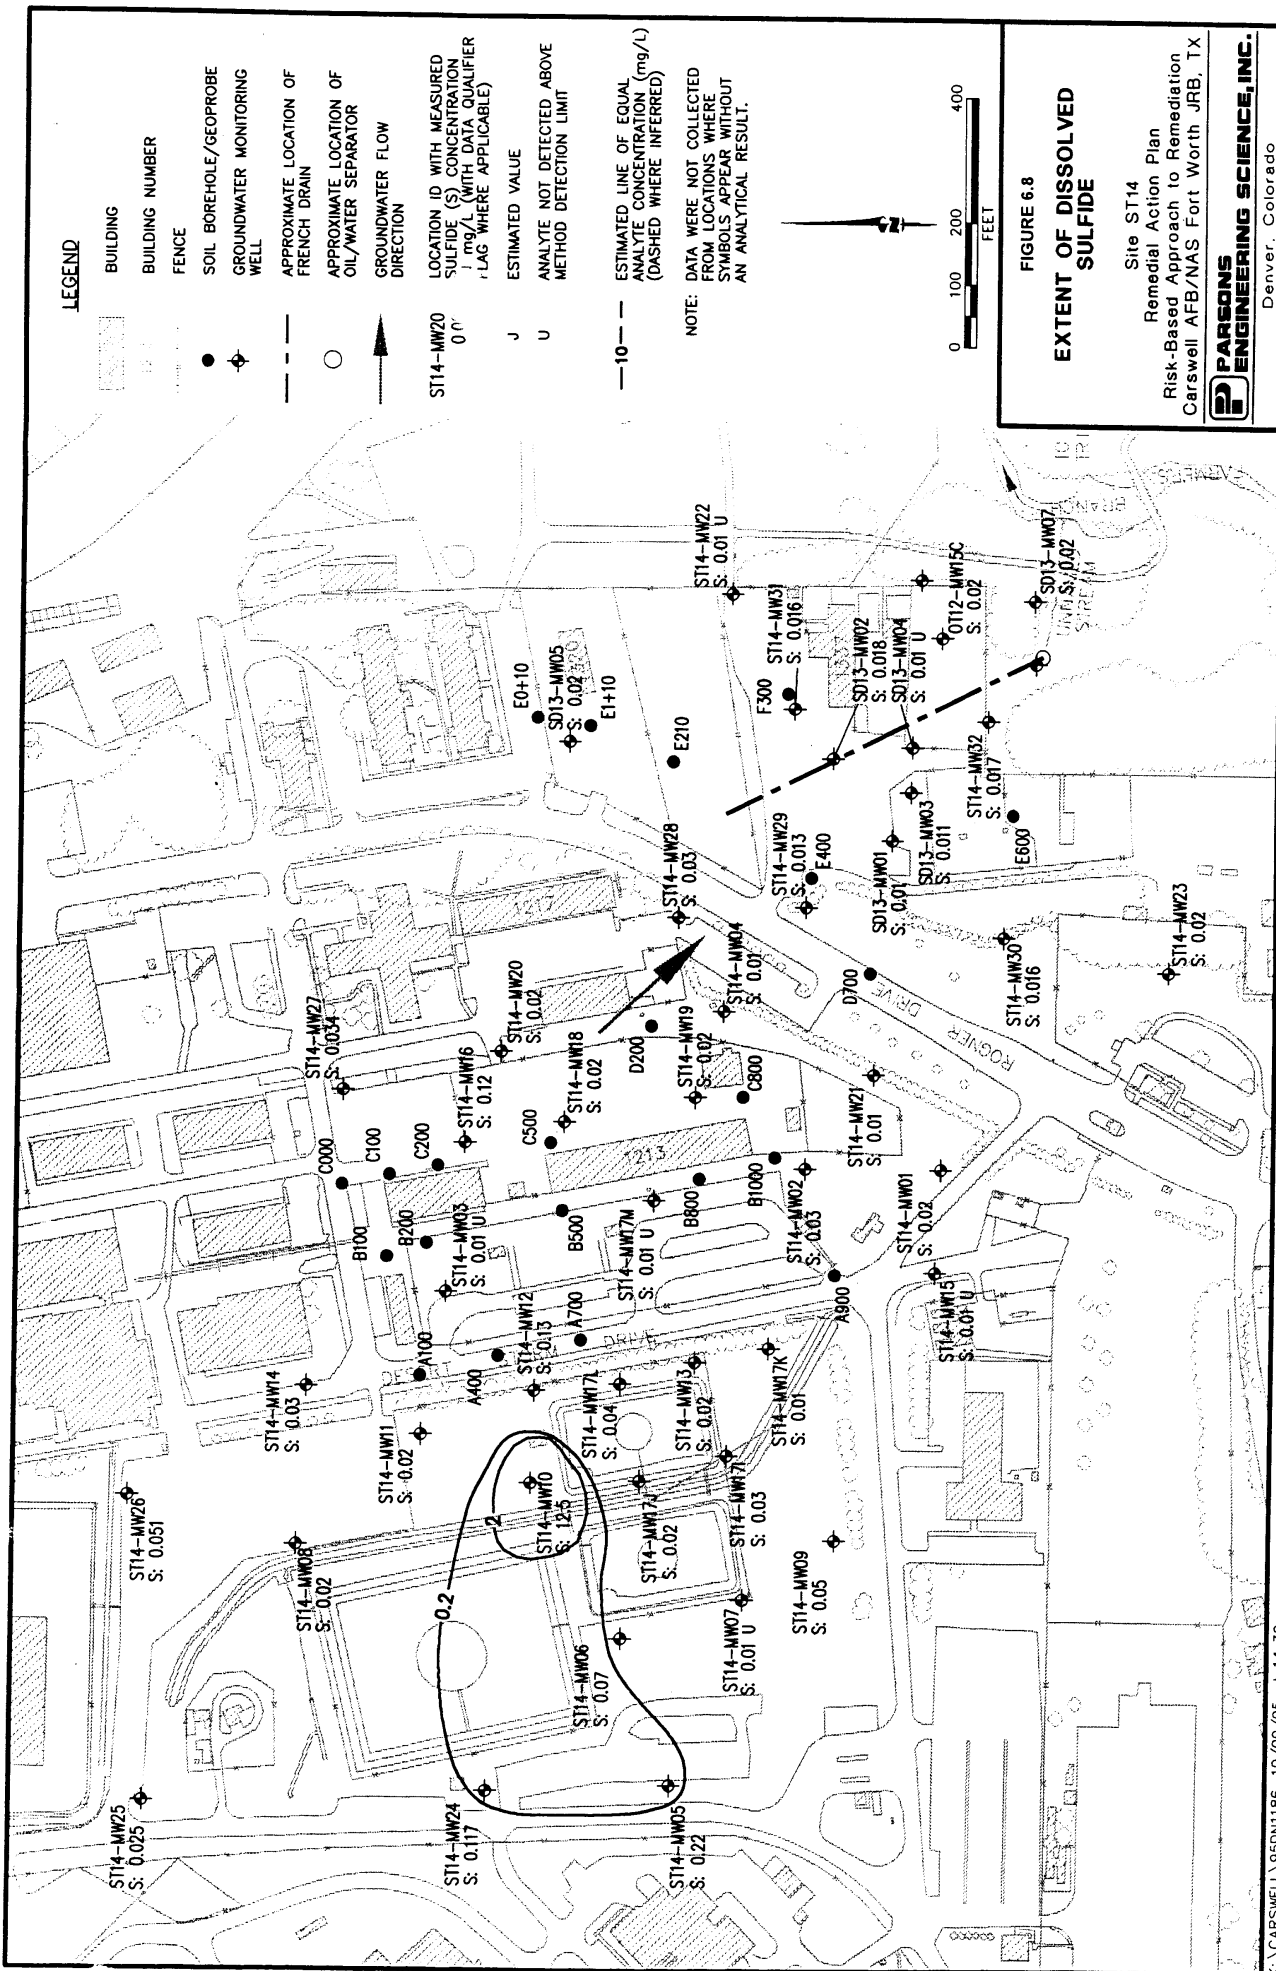 LEGEND
BUILDING
BUILDING NUMBER
FENCE
SOIL BOREHOLE/GEOPROBE
GROUNDWATER MONITORING
WELL
APPROXIMATE LOCATION OF
FRENCH DRAIN
APPROXIMATE LOCATION OF
OIL/WATER SEPARATOR
GROUNDWATER FLOW
DIRECTION
ST14-MW20
LOCATION ID WITH MEASURED
SULFIDE (S) CONCENTRATION
mg/L (WITH DATA QUALIFIER
WHERE APPLICABLE)
J ESTIMATED VALUE
U ANALYTE NOT DETECTED ABOVE
METHOD DETECTION LIMIT
—10— — ESTIMATED LINE OF EQUAL
ANALYTE CONCENTRATION (mg/L)
(DASHED WHERE INFERRED)
NOTE: DATA WERE NOT COLLECTED
FROM LOCATIONS WHERE
SYMBOLS APPEAR WITHOUT
AN ANALYTICAL RESULT.
0 100 200 400
FEET
FIGURE 6.8
EXTENT OF DISSOLVED
SULFIDE
Site ST14
Remedial Action Plan
Risk-Based Approach to Remediation
Carswell AFB/NAS Fort Worth JRB, TX
PARSONS
ENGINEERING SCIENCE, INC.
Denver, Colorado
ST14-MW25
S: 0.025
ST14-MW26
S: 0.051
ST14-MW08
S: 0.02
ST14-MW14
S: 0.03
ST14-MW27
S: 0.034
ST14-MW24
S: 0.117
ST14-MW11
S: 0.02
A100
A400
B100
B200
C000
C100
C200
ST14-MW03
S: 0.01 U
ST14-MW16
S: 0.12
ST14-MW20
S: 0.02
0.2
2
ST14-MW10
S: 12.5
ST14-MW12
S: 0.13
A700
DRIVE
B500
C500
ST14-MW18
S: 0.02
1213
1217
E0+10
SD13-MW05
S: 0.02
E1+10
E210
ST14-MW05
S: 0.22
ST14-MW06
S: 0.07
ST14-MW17J
S: 0.02
ST14-MW17L
S: 0.04
ST14-MW17M
S: 0.01 U
B800
D200
ST14-MW19
S: 0.02
C800
ST14-MW04
S: 0.01
ST14-MW28
S: 0.03
ST14-MW22
S: 0.01 U
ST14-MW07
S: 0.01 U
ST14-MW17I
S: 0.03
ST14-MW13
S: 0.02
ST14-MW17K
S: 0.01
B1000
ST14-MW02
S: 0.03
ST14-MW21
S: 0.01
D700
ST14-MW29
S: 0.013
E400
F300
ST14-MW31
S: 0.016
SD13-MW02
S: 0.018
SD13-MW04
S: 0.01 U
ST14-MW09
S: 0.05
A900
ST14-MW15
S: 0.01 U
ST14-MW01
S: 0.02
ROGNER DRIVE
SD13-MW01
S: 0.01
SD13-MW03
S: 0.011
ST14-MW32
S: 0.017
E600
OT12-MW15C
S: 0.02
SD13-MW07
S: 0.02
STREAM
FARMERS
BRANCH
ST14-MW30
S: 0.016
ST14-MW23
S: 0.02